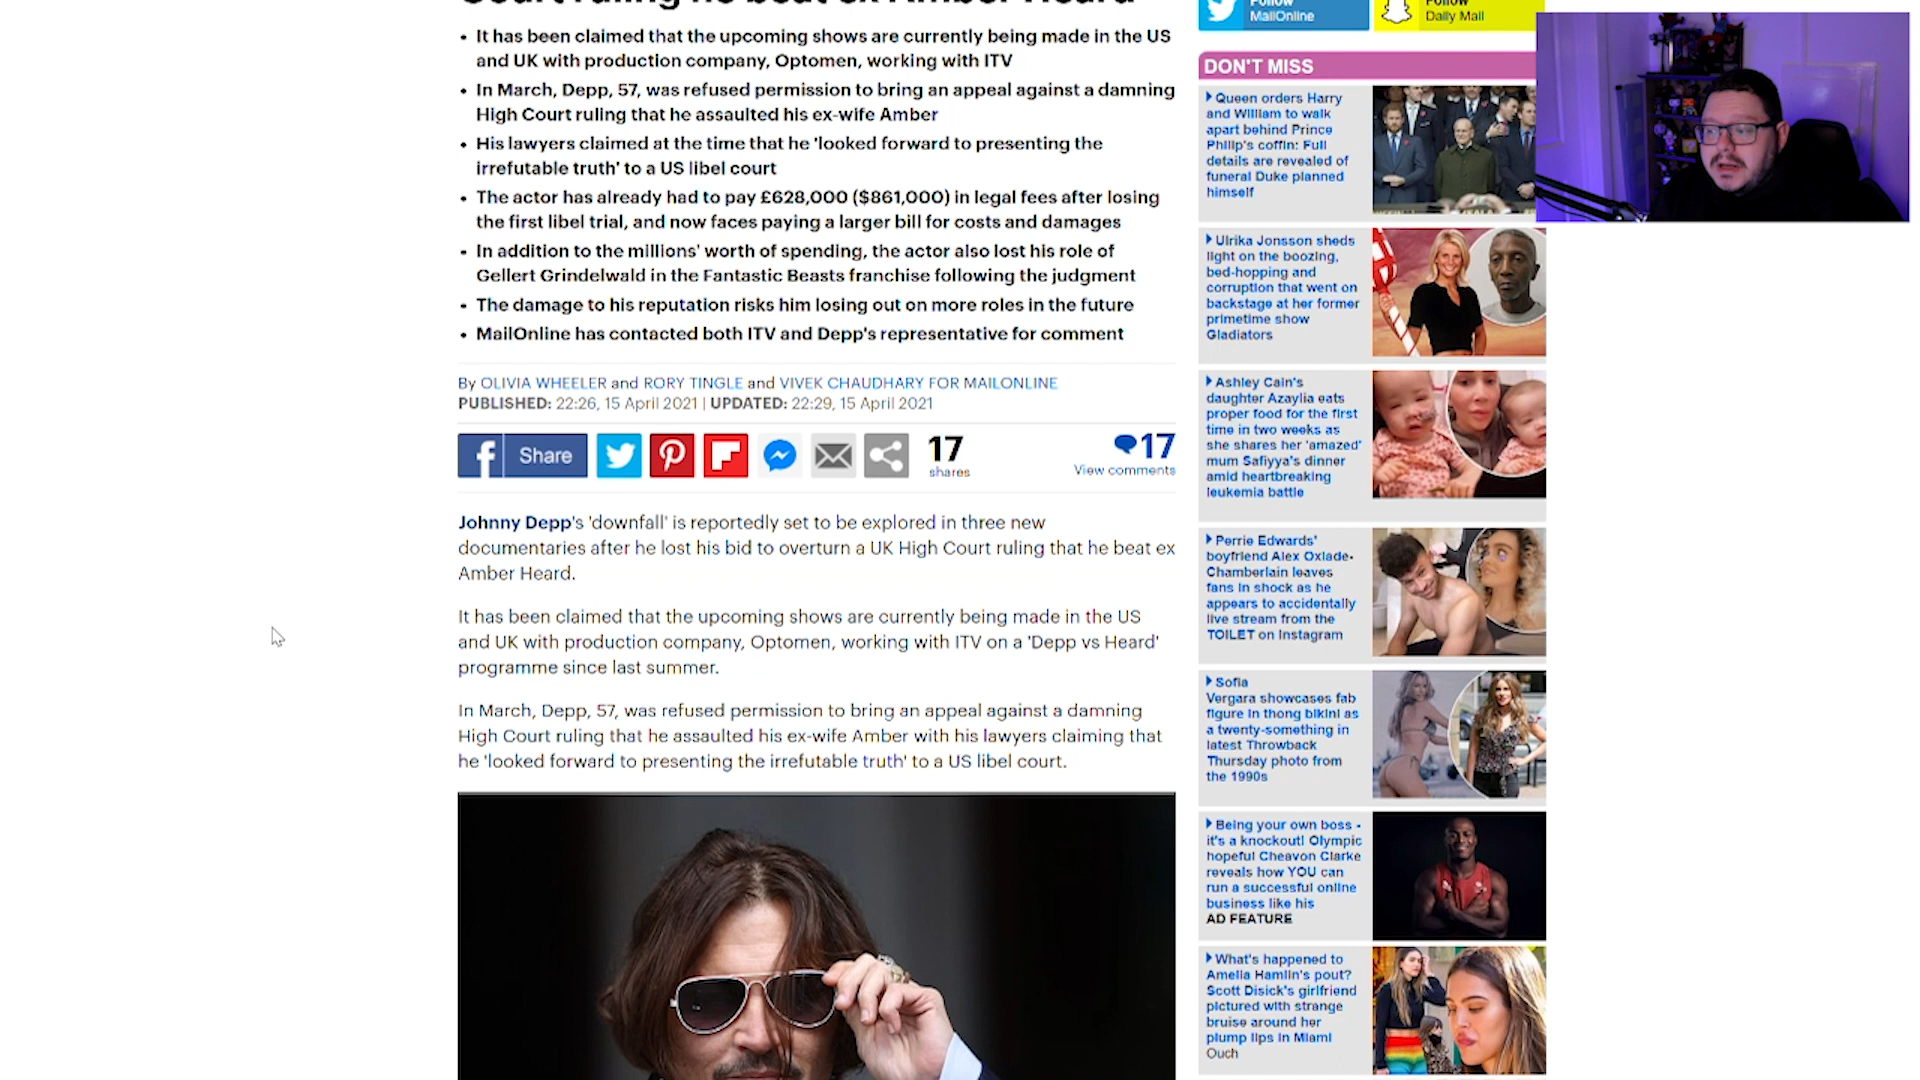 Court ruling he beat ex Amber Heard
• It has been claimed that the upcoming shows are currently being made in the US
and UK with production company, Optomen, working with ITV
• In March, Depp, 57, was refused permission to bring an appeal against a damning
High Court ruling that he assaulted his ex-wife Amber
• His lawyers claimed at the time that he 'looked forward to presenting the
irrefutable truth' to a US libel court
• The actor has already had to pay £628,000 ($861,000) in legal fees after losing
the first libel trial, and now faces paying a larger bill for costs and damages
• In addition to the millions' worth of spending, the actor also lost his role of
Gellert Grindelwald in the Fantastic Beasts franchise following the judgment
• The damage to his reputation risks him losing out on more roles in the future
• MailOnline has contacted both ITV and Depp's representative for comment
By OLIVIA WHEELER and RORY TINGLE and VIVEK CHAUDHARY FOR MAILONLINE
PUBLISHED: 22:26, 15 April 2021 | UPDATED: 22:29, 15 April 2021
Share
17
shares
17
View comments
Johnny Depp's 'downfall' is reportedly set to be explored in three new
documentaries after he lost his bid to overturn a UK High Court ruling that he beat ex
Amber Heard.
It has been claimed that the upcoming shows are currently being made in the US
and UK with production company, Optomen, working with ITV on a 'Depp vs Heard'
programme since last summer.
In March, Depp, 57, was refused permission to bring an appeal against a damning
High Court ruling that he assaulted his ex-wife Amber with his lawyers claiming that
he 'looked forward to presenting the irrefutable truth' to a US libel court.
Follow
MailOnline
Follow
Daily Mail
DON'T MISS
Queen orders Harry
and William to walk
apart behind Prince
Philip's coffin: Full
details are revealed of
funeral Duke planned
himself
Ulrika Jonsson sheds
light on the boozing,
bed-hopping and
corruption that went on
backstage at her former
primetime show
Gladiators
Ashley Cain's
daughter Azaylia eats
proper food for the first
time in two weeks as
she shares her 'amazed'
mum Safiyya's dinner
amid heartbreaking
leukemia battle
Perrie Edwards'
boyfriend Alex Oxlade-
Chamberlain leaves
fans in shock as he
appears to accidentally
live stream from the
TOILET on Instagram
Sofia
Vergara showcases fab
figure in thong bikini as
a twenty-something in
latest Throwback
Thursday photo from
the 1990s
Being your own boss -
it's a knockout! Olympic
hopeful Cheavon Clarke
reveals how YOU can
run a successful online
business like his
AD FEATURE
What's happened to
Amelia Hamlin's pout?
Scott Disick's girlfriend
pictured with strange
bruise around her
plump lips in Miami
Ouch